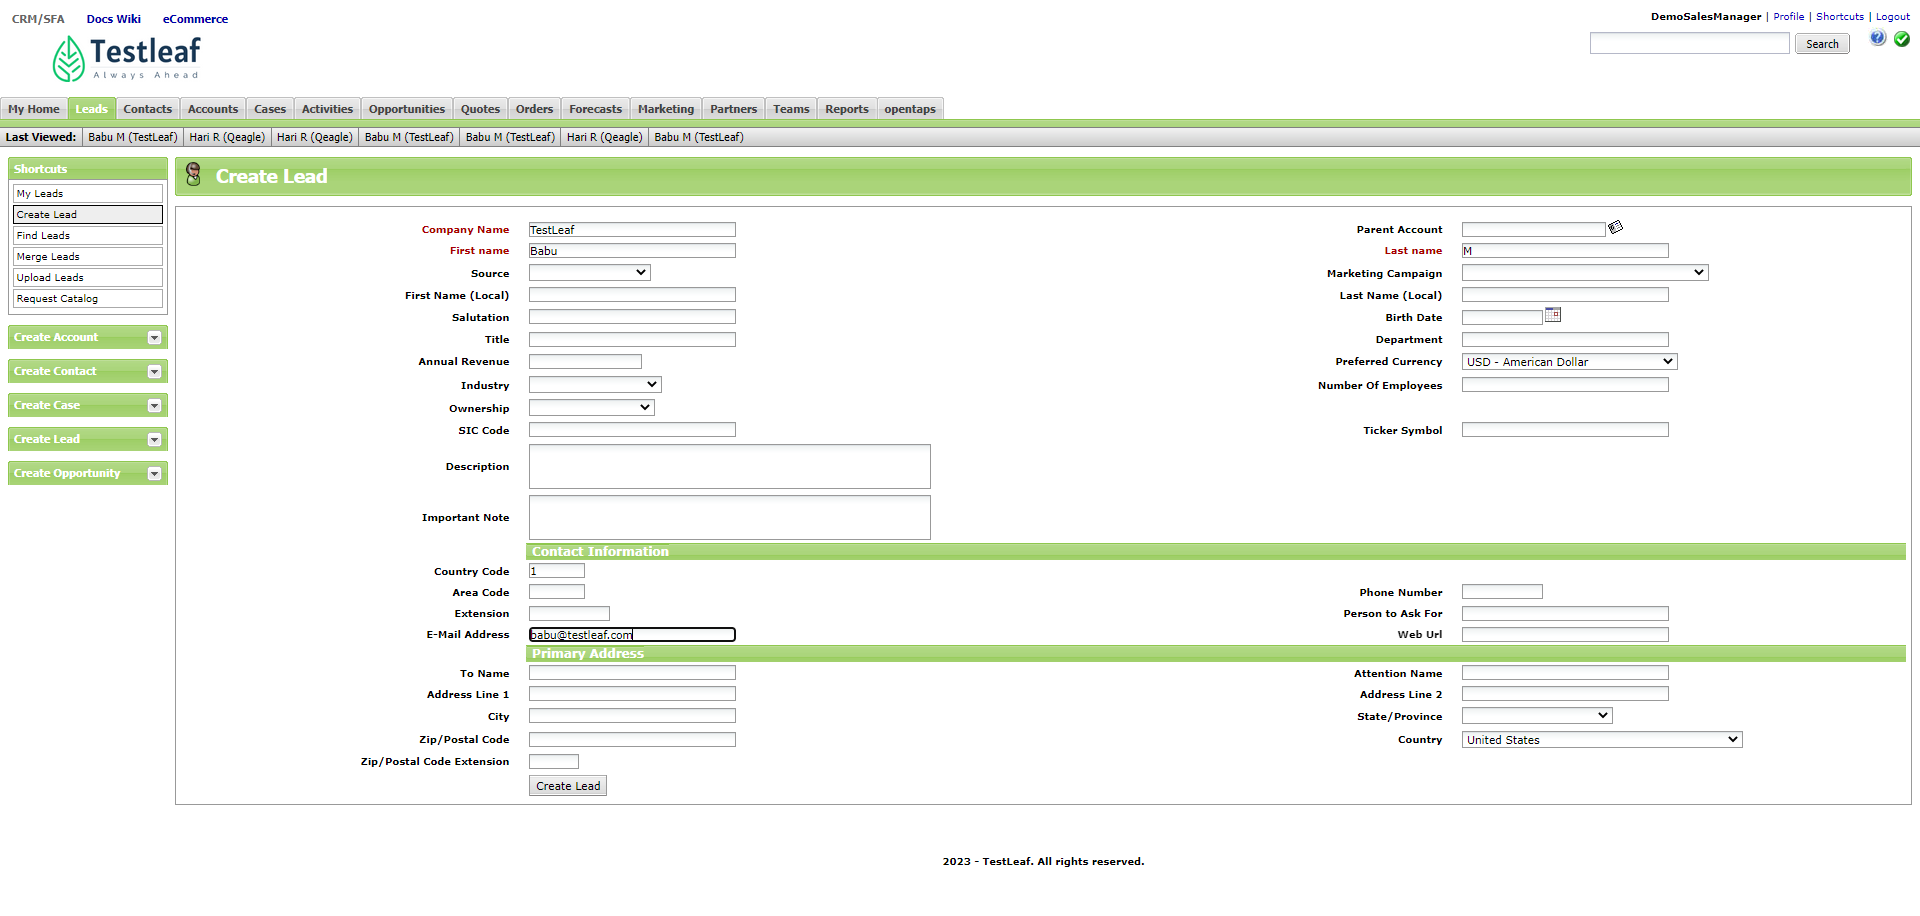 CRM/SFA Docs Wiki eCommerce
DemoSalesManager | Profile | Shortcuts | Logout
Testleaf
Always Ahead
Search
My Home Leads Contacts Accounts Cases Activities Opportunities Quotes Orders Forecasts Marketing Partners Teams Reports opentaps
Last Viewed: Babu M (TestLeaf) Hari R (Qeagle) Hari R (Qeagle) Babu M (TestLeaf) Babu M (TestLeaf) Hari R (Qeagle) Babu M (TestLeaf)
Shortcuts
My Leads
Create Lead
Find Leads
Merge Leads
Upload Leads
Request Catalog
Create Account
Create Contact
Create Case
Create Lead
Create Opportunity
Create Lead
Company Name TestLeaf Parent Account
First name Babu Last name M
Source Marketing Campaign
First Name (Local) Last Name (Local)
Salutation Birth Date
Title Department
Annual Revenue Preferred Currency USD - American Dollar
Industry Number Of Employees
Ownership
SIC Code Ticker Symbol
Description
Important Note
Contact Information
Country Code 1
Area Code Phone Number
Extension Person to Ask For
E-Mail Address babu@testleaf.com Web Url
Primary Address
To Name Attention Name
Address Line 1 Address Line 2
City State/Province
Zip/Postal Code Country United States
Zip/Postal Code Extension
Create Lead
2023 - TestLeaf. All rights reserved.